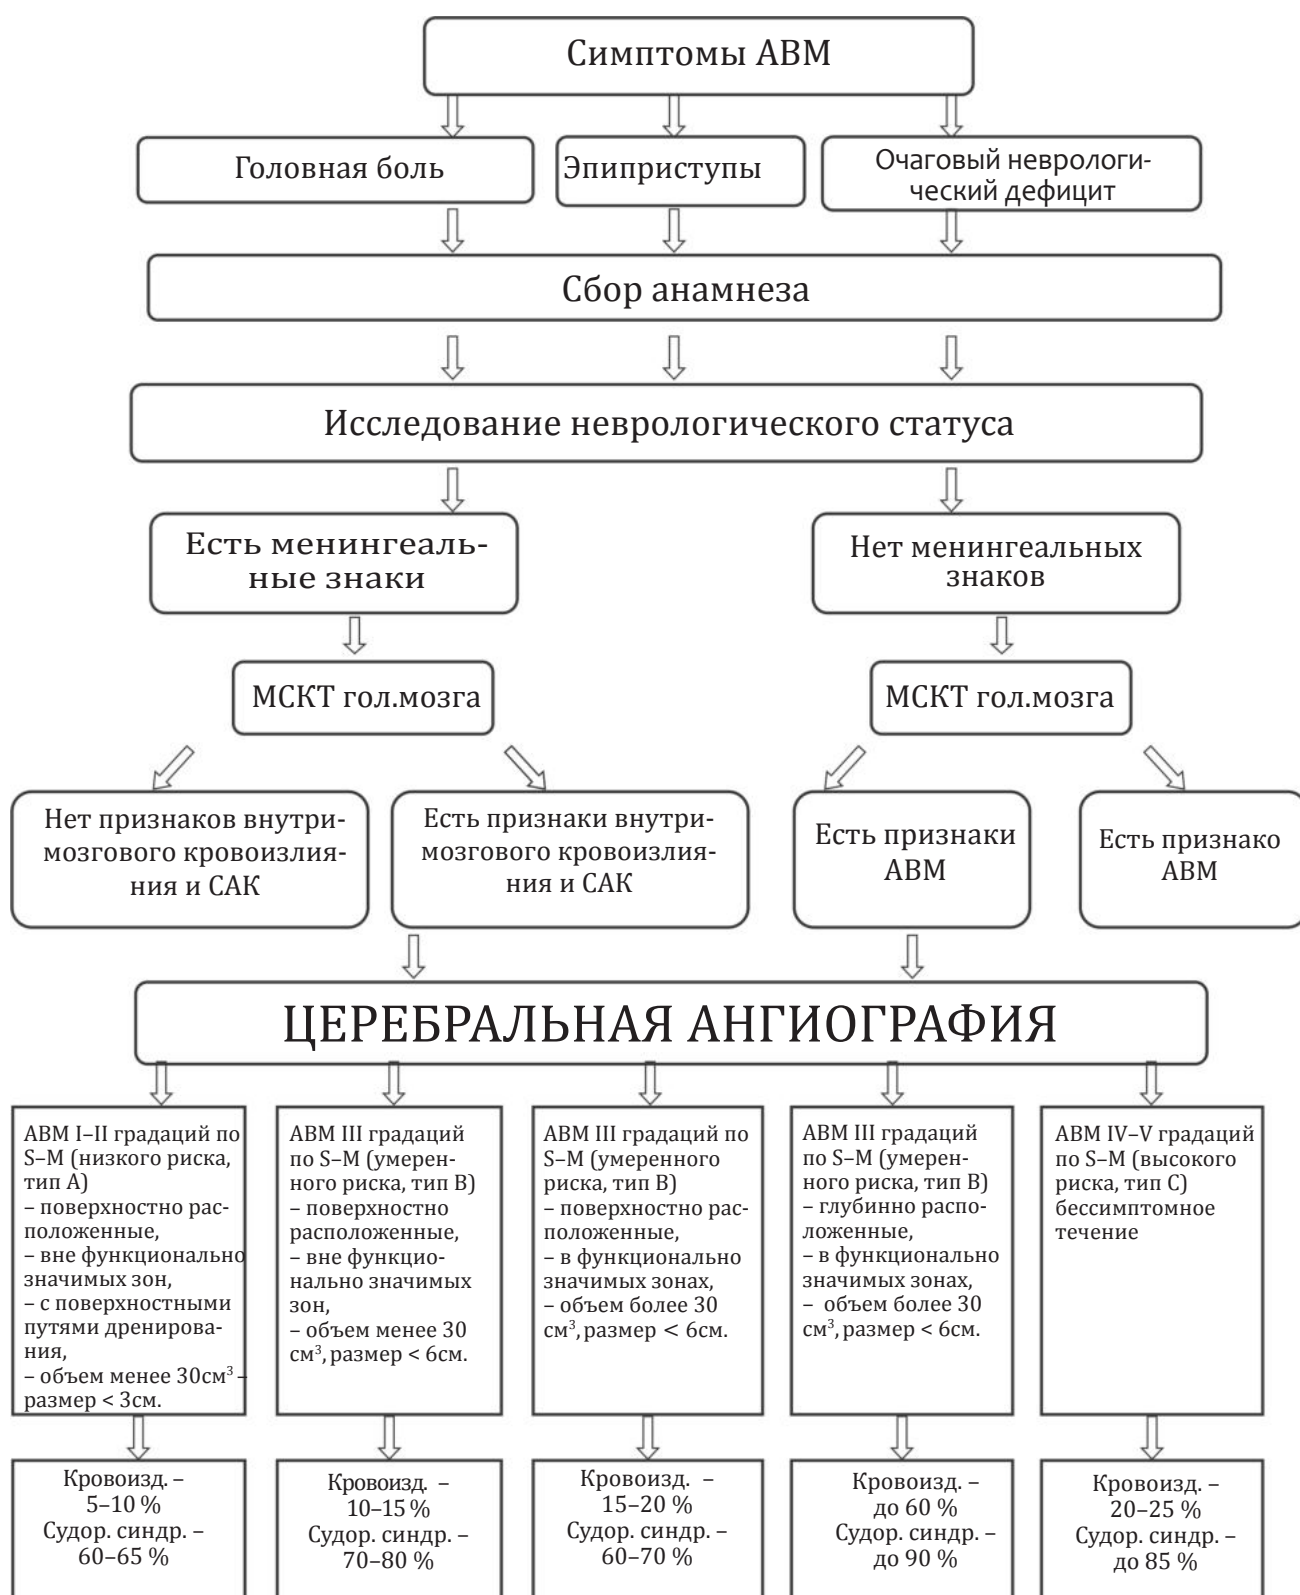 Симптомы АВМ
Головная боль
Эпиприступы
Очаговый неврологи-
ческий дефицит
Сбор анамнеза
Исследование неврологического статуса
Есть менингеаль-
ные знаки
Нет менингеальных
знаков
МСКТ гол.мозга
МСКТ гол.мозга
Нет признаков внутри-
мозгового кровоизлия-
ния и САК
Есть признаки внутри-
мозгового кровоизлия-
ния и САК
Есть признаки
АВМ
Есть признако
АВМ
ЦЕРЕБРАЛЬНАЯ АНГИОГРАФИЯ
АВМ I–II градаций по
S–M (низкого риска,
тип А)
– поверхностно рас-
положенные,
– вне функционально
значимых зон,
– с поверхностными
путями дренирова-
ния,
– объем менее 30см³ –
размер < 3см.
АВМ III градаций
по S–M (умерен-
ного риска, тип В)
– поверхностно
расположенные,
– вне функцио-
нально значимых
зон,
– объем менее 30
см³, размер < 6см.
АВМ III градаций по
S–M (умеренного
риска, тип В)
– поверхностно рас-
положенные,
– в функционально
значимых зонах,
– объем более 30
см³, размер < 6см.
АВМ III градаций
по S–M (умерен-
ного риска, тип В)
– глубинно распо-
ложенные,
– в функционально
значимых зонах,
– объем более 30
см³, размер < 6см.
АВМ IV–V градаций
по S–M (высокого
риска, тип С)
бессимптомное
течение
Кровоизд. –
5–10 %
Судор. синдр. –
60–65 %
Кровоизд. –
10–15 %
Судор. синдр. –
70–80 %
Кровоизд. –
15–20 %
Судор. синдр. –
60–70 %
Кровоизд. –
до 60 %
Судор. синдр. –
до 90 %
Кровоизд. –
20–25 %
Судор. синдр. –
до 85 %